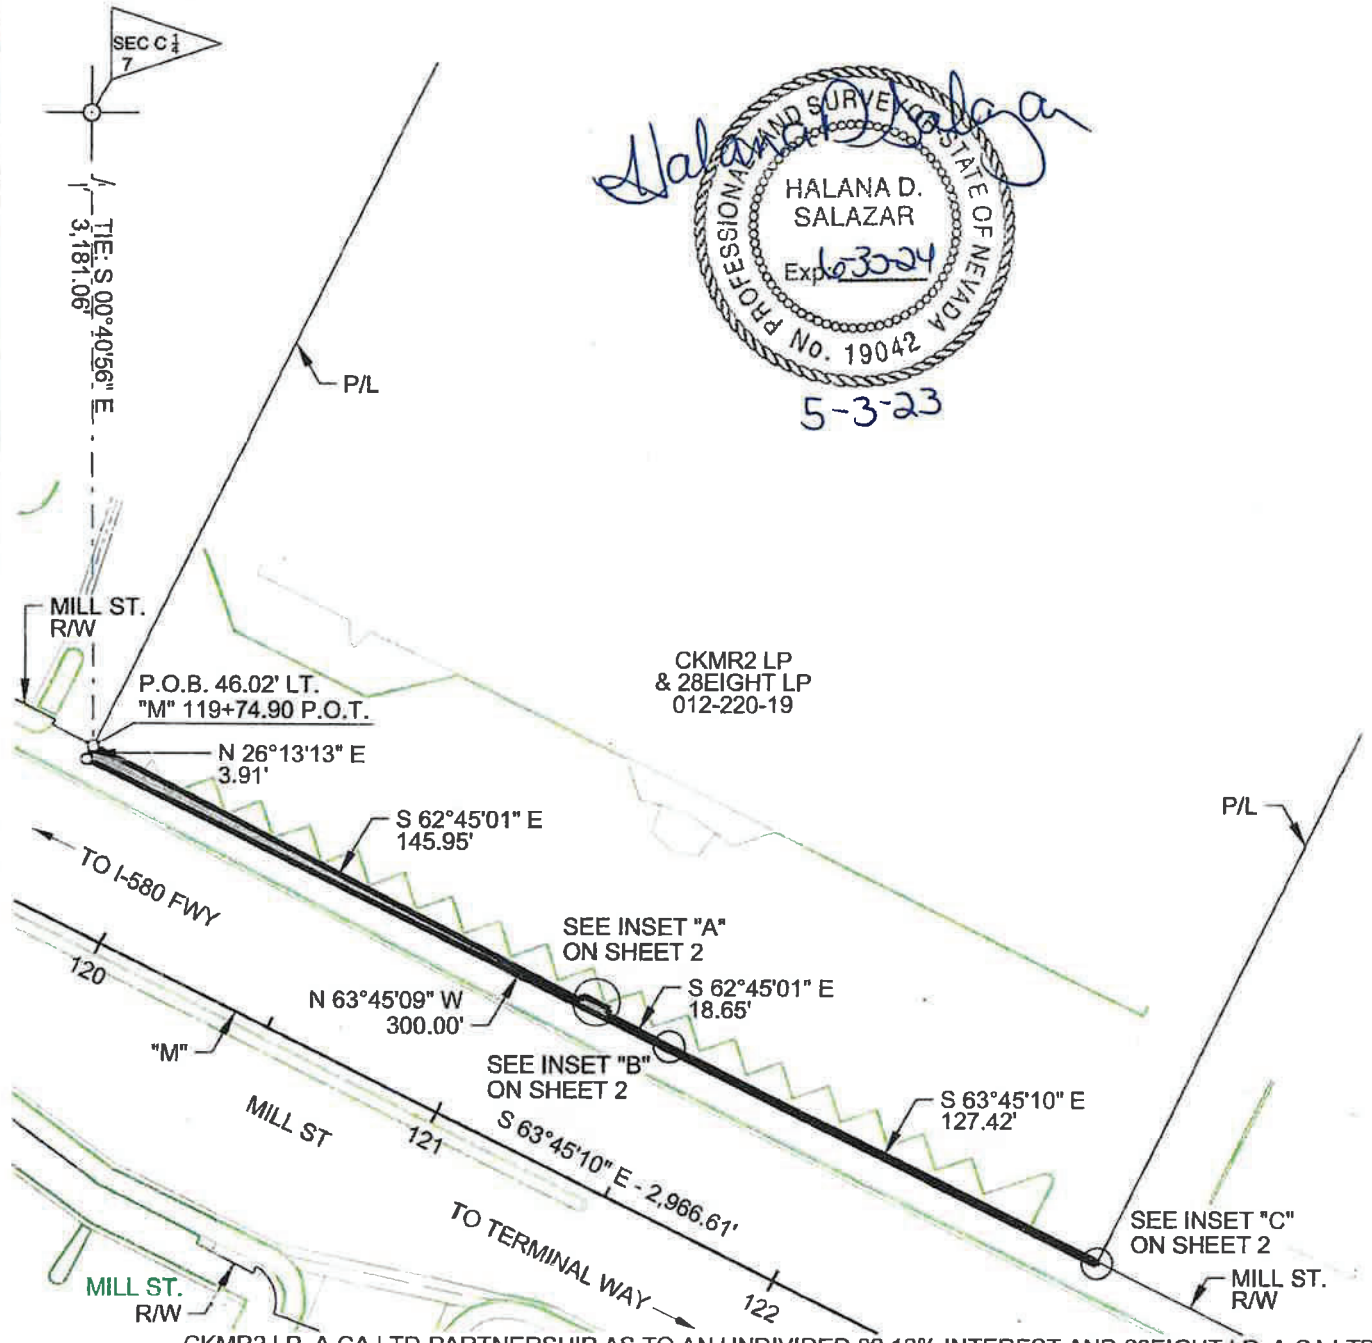 SEC C 1/4
7
TIE: S 00°40'56" E
3,181.06'
Halana D Salazar
PROFESSIONAL LAND SURVEYOR STATE OF NEVADA
HALANA D.
SALAZAR
Exp: 6-30-24
No. 19042
5-3-23
P/L
MILL ST.
R/W
P.O.B. 46.02' LT.
"M" 119+74.90 P.O.T.
N 26°13'13" E
3.91'
CKMR2 LP
& 28EIGHT LP
012-220-19
S 62°45'01" E
145.95'
P/L
TO I-580 FWY
SEE INSET "A"
ON SHEET 2
120
N 63°45'09" W
300.00'
S 62°45'01" E
18.65'
"M"
SEE INSET "B"
ON SHEET 2
MILL ST
121
S 63°45'10" E - 2,966.61'
S 63°45'10" E
127.42'
TO TERMINAL WAY
122
SEE INSET "C"
ON SHEET 2
MILL ST.
R/W
MILL ST.
R/W